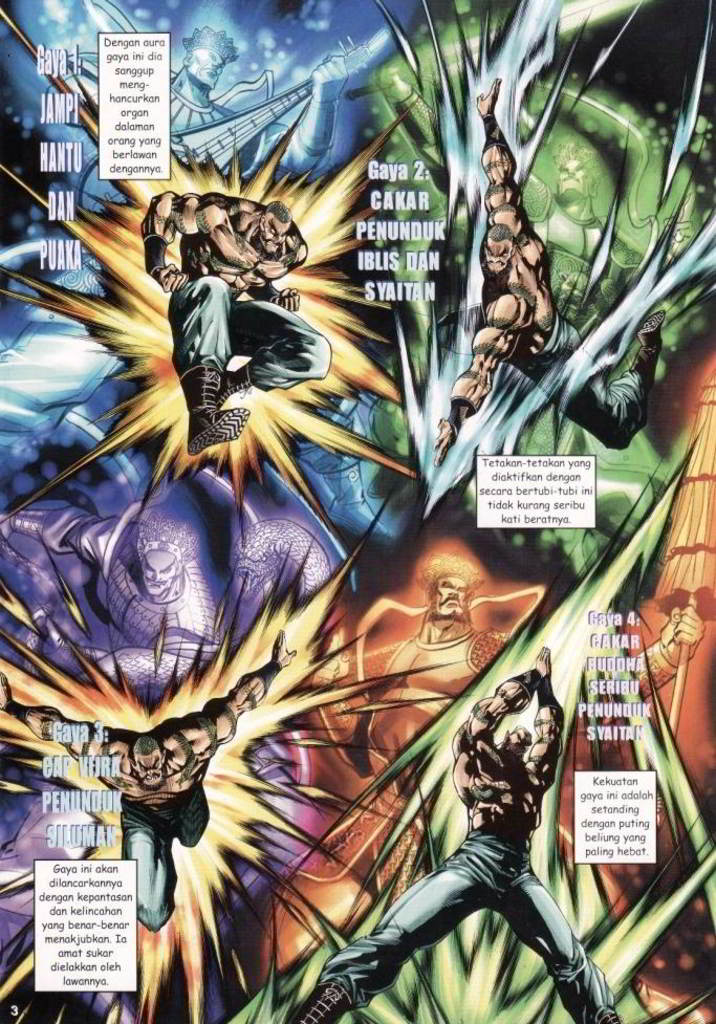 Gaya 1:
JAMPI
HANTU
DAN
PUAKA
Dengan aura
gaya ini dia
sanggup
meng-
hancurkan
organ
dalaman
orang yang
berlawan
dengannya.
Gaya 2:
CAKAR
PENUNDUK
IBLIS DAN
SYAITAN
Tetakan-tetakan yang
diaktifkan dengan
secara bertubi-tubi ini
tidak kurang seribu
kati beratnya.
Gaya 3:
CAP VIJRA
PENUNDUK
SILUMAN
Gaya ini akan
dilancarkannya
dengan kepantasan
dan kelincahan
yang benar-benar
menakjubkan. Ia
amat sukar
dielakkan oleh
lawannya.
Gaya 4:
CAKAR
BUDDHA
SERIBU
PENUNDUK
SYAITAN
Kekuatan
gaya ini adalah
setanding
dengan puting
beliung yang
paling hebat.
3